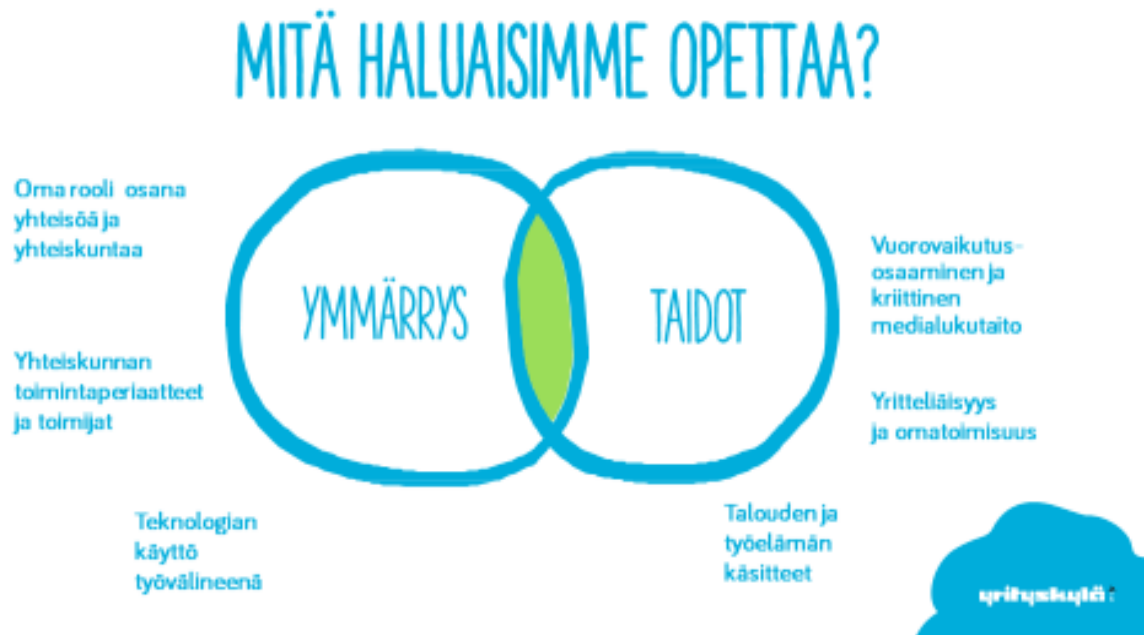 MITÄ HALUAISIMME OPETTAA?
Oma rooli osana
yhteisöä ja
yhteiskuntaa
Yhteiskunnan
toimintaperiaatteet
ja toimijat
Teknologian
käyttö
työvälineenä
YMMÄRRYS
TAIDOT
Vuorovaikutus-
osaaminen ja
kriittinen
medialukutaito
Yritteliäisyys
ja omatoimisuus
Talouden ja
työelämän
käsitteet
yrityskylä